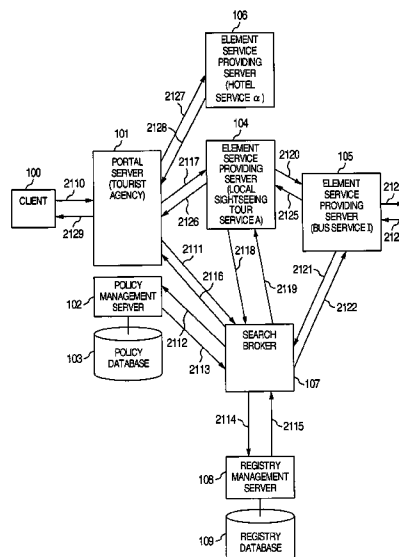 106
ELEMENT
SERVICE
PROVIDING
SERVER
(HOTEL
SERVICE α)
2127
2128
101
PORTAL
SERVER
(TOURIST
AGENCY)
104
ELEMENT
SERVICE
PROVIDING
SERVER
(LOCAL
SIGHTSEEING
TOUR
SERVICE A)
105
ELEMENT
SERVICE
PROVIDING
SERVER
(BUS SERVICE I)
100
CLIENT
2110
2129
2117
2126
2120
2125
2111
2116
2118
2119
2121
2122
102
POLICY
MANAGEMENT
SERVER
103
POLICY
DATABASE
2112
2113
SEARCH
BROKER
107
2114
2115
108
REGISTRY
MANAGEMENT
SERVER
109
REGISTRY
DATABASE